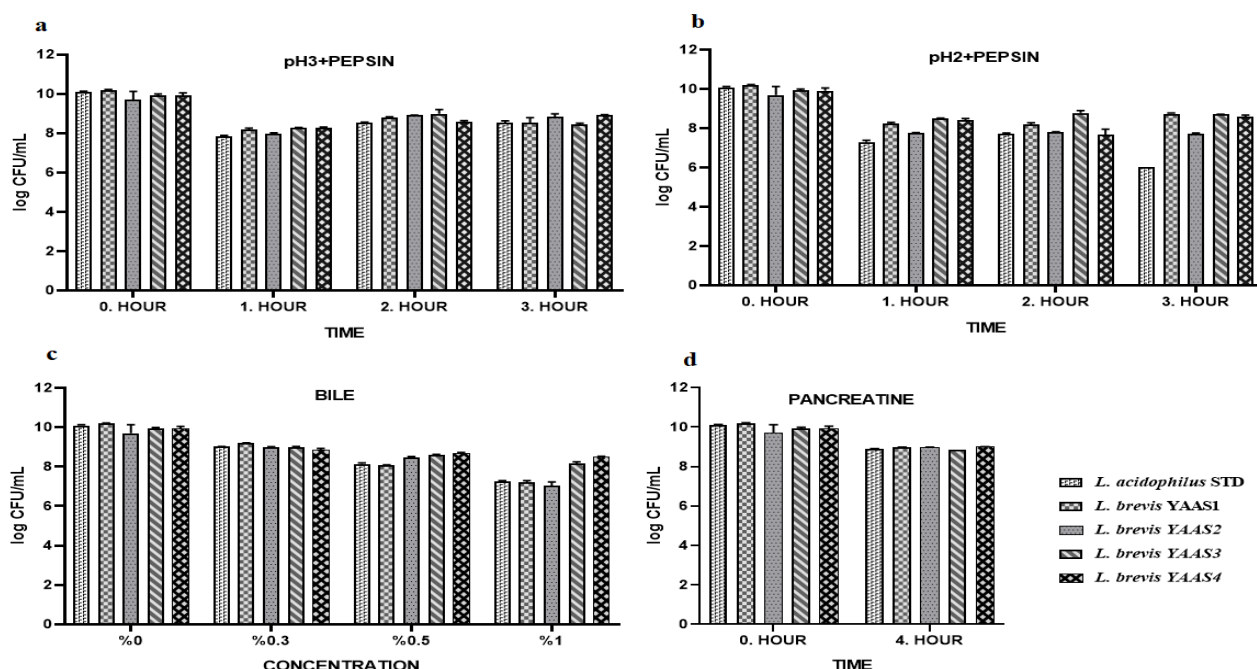 a
pH3+PEPSIN
log CFU/mL
12
10
8
6
4
2
0
0. HOUR 1. HOUR 2. HOUR 3. HOUR
TIME
b
pH2+PEPSIN
log CFU/mL
12
10
8
6
4
2
0
0. HOUR 1. HOUR 2. HOUR 3. HOUR
TIME
c
BILE
log CFU/mL
12
10
8
6
4
2
0
%0 %0.3 %0.5 %1
CONCENTRATION
d
PANCREATINE
log CFU/mL
12
10
8
6
4
2
0
0. HOUR 4. HOUR
TIME
L. acidophilus STD
L. brevis YAAS1
L. brevis YAAS2
L. brevis YAAS3
L. brevis YAAS4